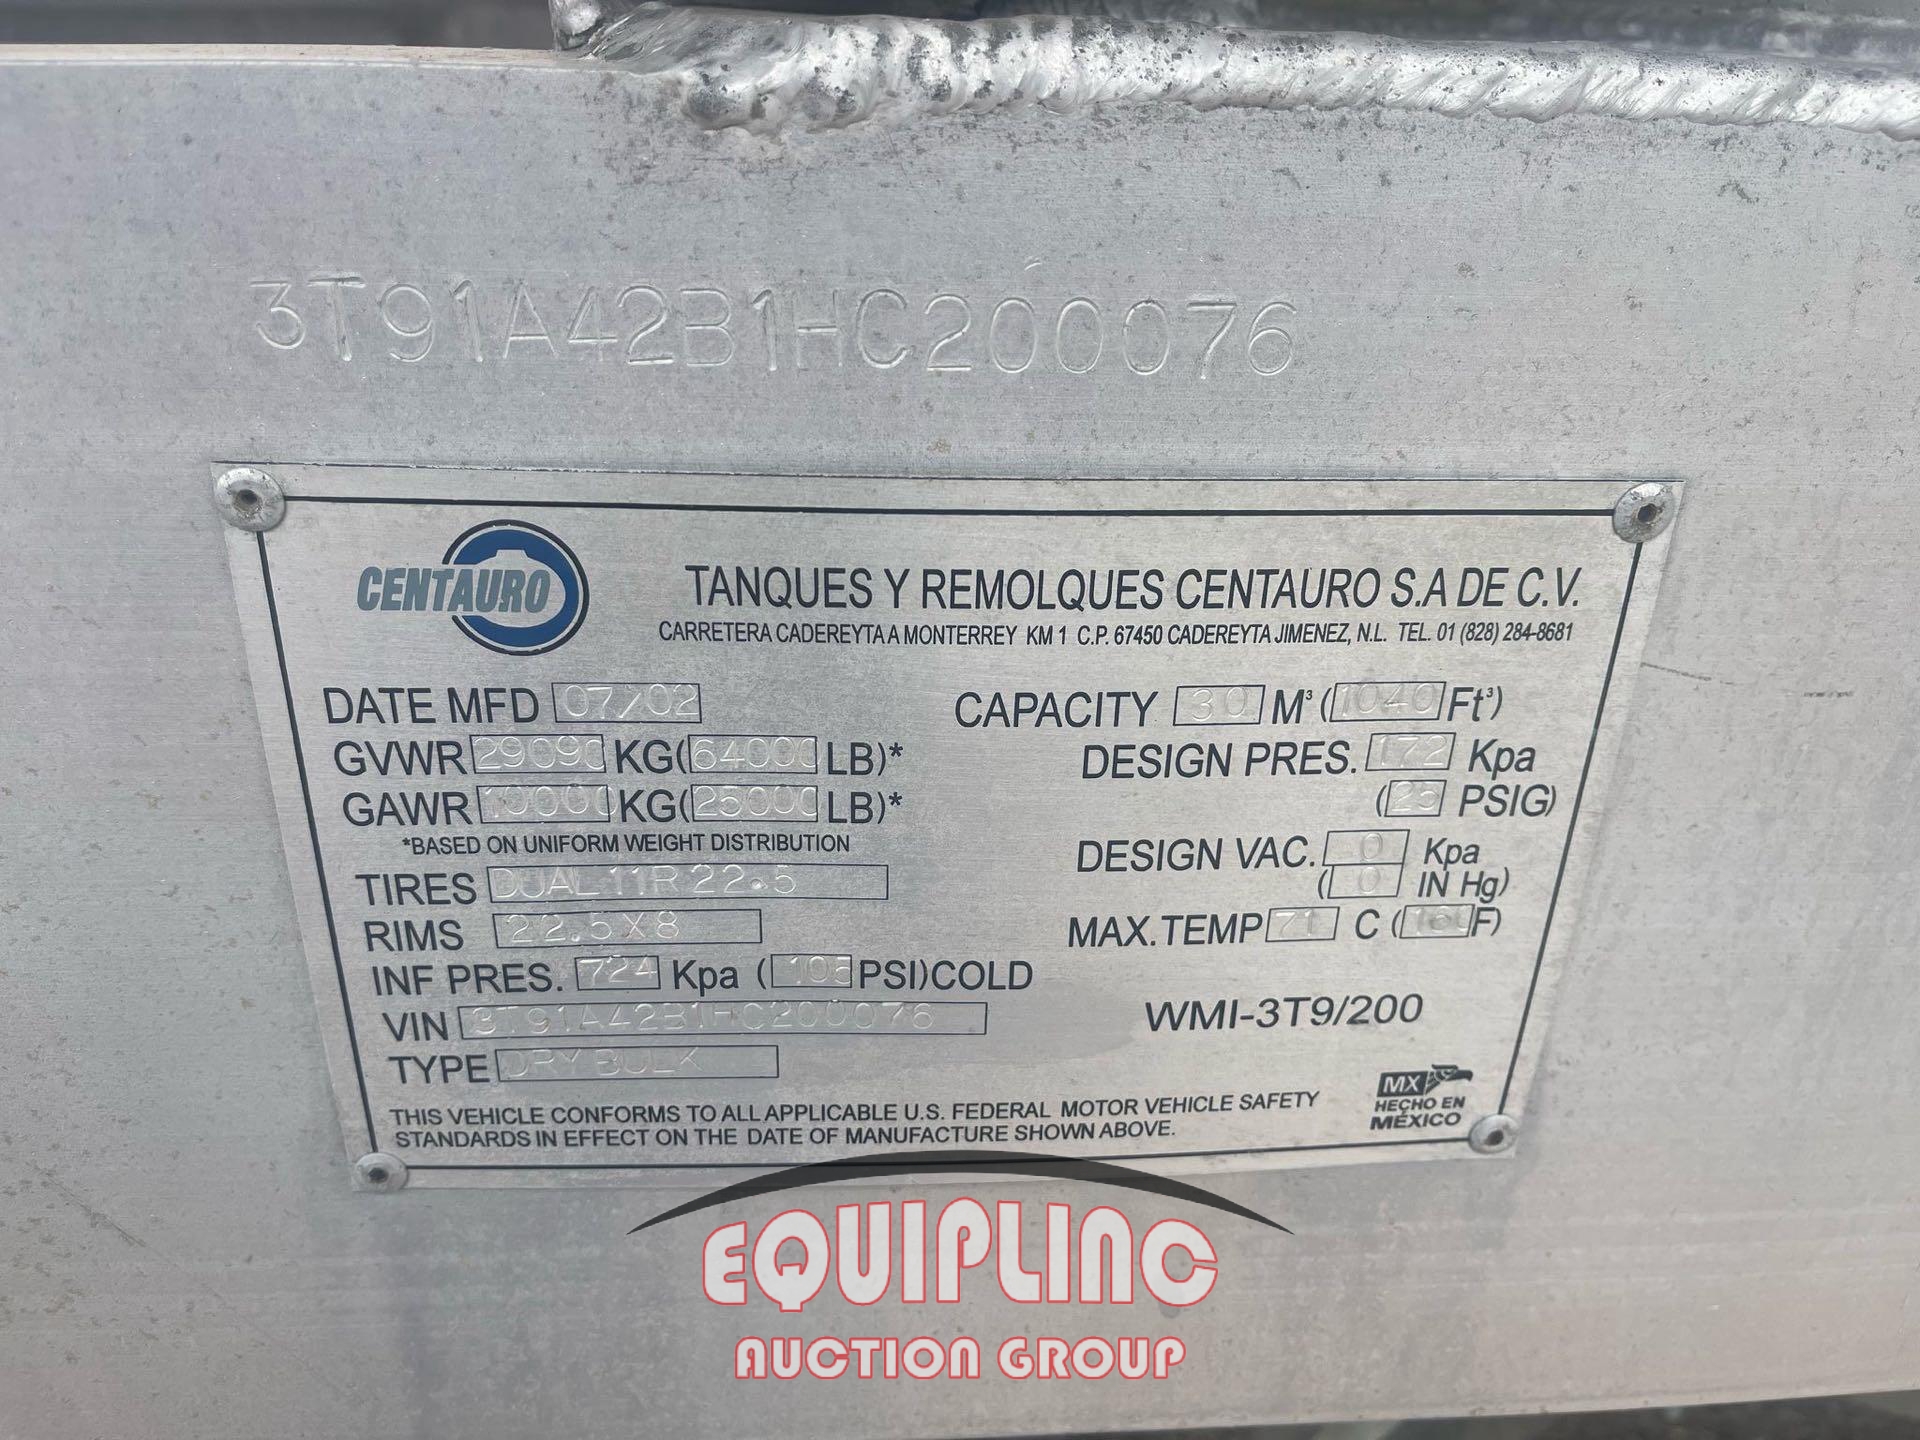 3T91A42B1HC200076
CENTAURO
TANQUES Y REMOLQUES CENTAURO S.A DE C.V.
CARRETERA CADEREYTA A MONTERREY KM 1 C.P. 67450 CADEREYTA JIMENEZ, N.L. TEL. 01 (828) 284-8681
DATE MFD 07/02
GVWR 29090 KG(64000 LB)*
GAWR 10000 KG(25000 LB)*
*BASED ON UNIFORM WEIGHT DISTRIBUTION
TIRES DUAL 11R 22.5
RIMS 22.5X8
INF PRES. 724 Kpa (105 PSI)COLD
VIN 3T91A42B1HC200076
TYPE DRY BULK
CAPACITY 30 M³ (1040 Ft³)
DESIGN PRES. 172 Kpa
(25 PSIG)
DESIGN VAC. 0 Kpa
(0 IN Hg)
MAX.TEMP 71 C (160 F)
WMI-3T9/200
MX
HECHO EN
MÉXICO
THIS VEHICLE CONFORMS TO ALL APPLICABLE U.S. FEDERAL MOTOR VEHICLE SAFETY
STANDARDS IN EFFECT ON THE DATE OF MANUFACTURE SHOWN ABOVE.
EQUIPLINC
AUCTION GROUP